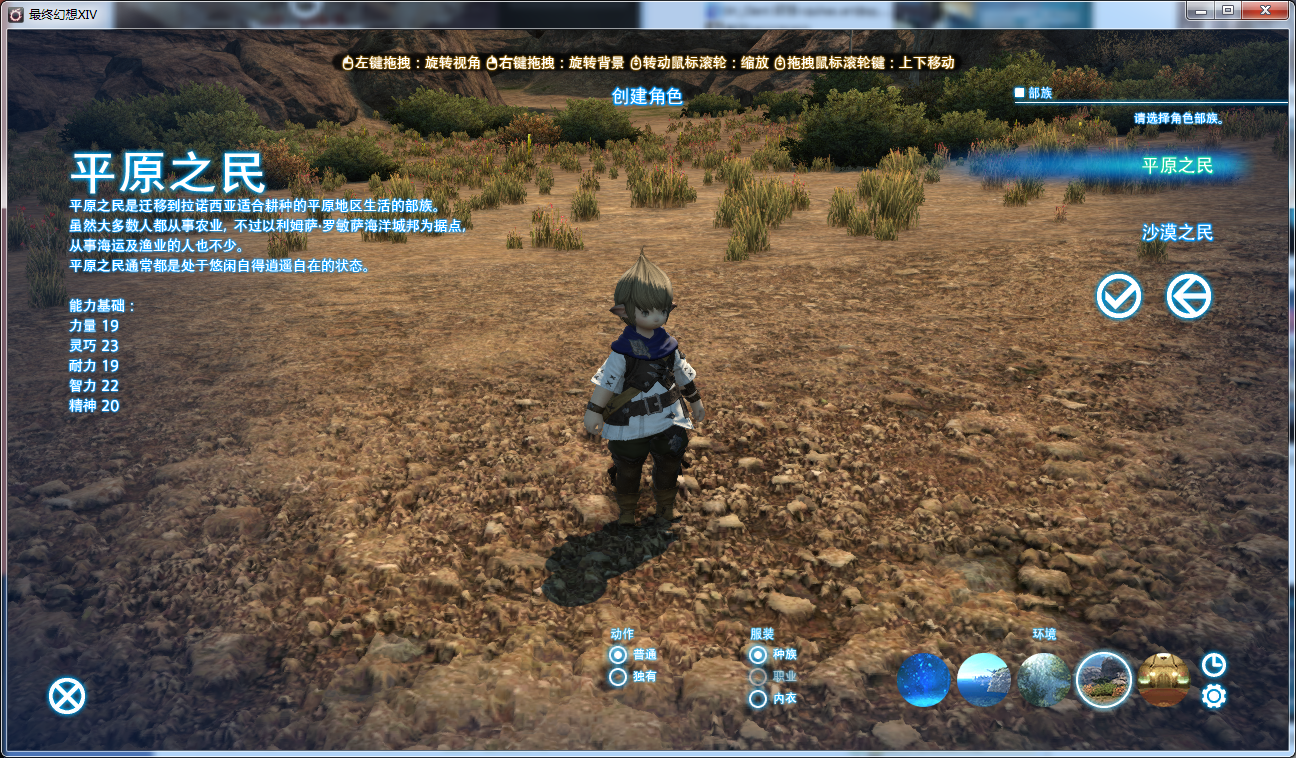 最终幻想XIV
左键拖拽：旋转视角 右键拖拽：旋转背景 转动鼠标滚轮：缩放 拖拽鼠标滚轮键：上下移动
创建角色
部族
请选择角色部族。
平原之民
沙漠之民
平原之民
平原之民是迁移到拉诺西亚适合耕种的平原地区生活的部族。
虽然大多数人都从事农业，不过以利姆萨·罗敏萨海洋城邦为据点，
从事海运及渔业的人也不少。
平原之民通常都是处于悠闲自得逍遥自在的状态。
能力基础：
力量 19
灵巧 23
耐力 19
智力 22
精神 20
动作
普通
独有
服装
种族
职业
内衣
环境